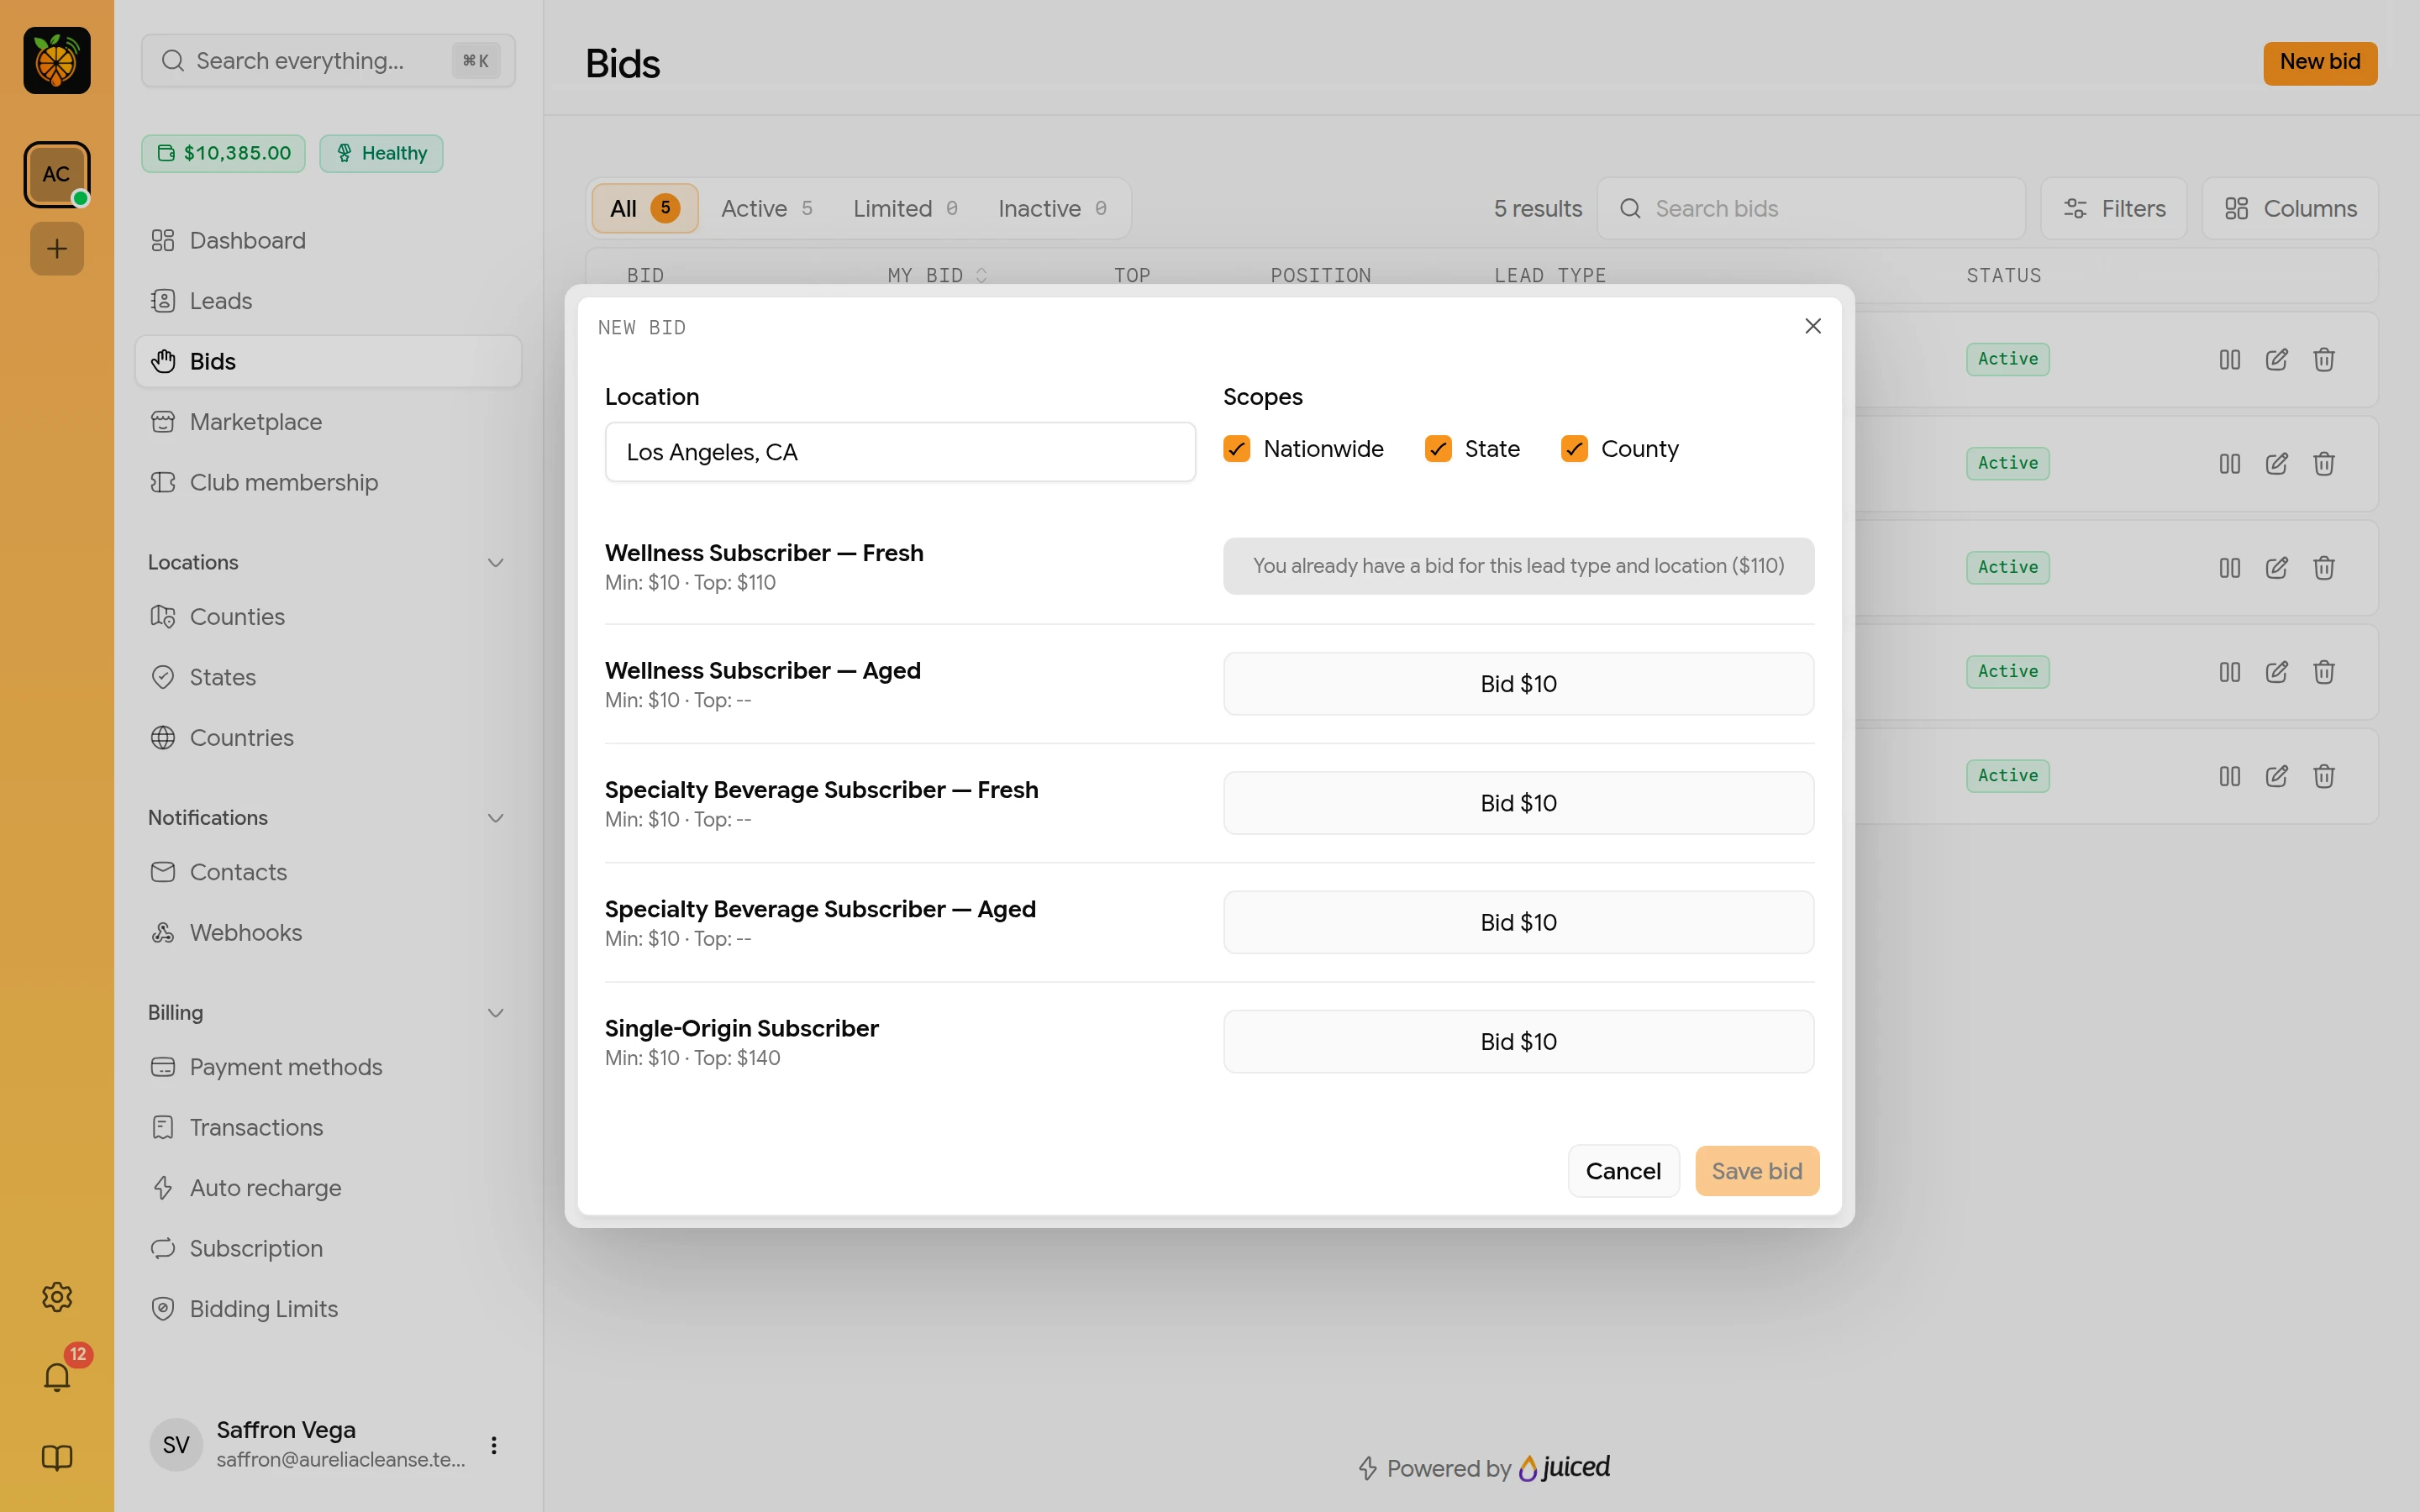 Search everything... ⌘K
Bids
New bid
AC
$10,385.00 Healthy
All 5 Active 5 Limited 0 Inactive 0
5 results Search bids Filters Columns
Dashboard
Leads
Bids
Marketplace
Club membership
Locations
Counties
States
Countries
Notifications
Contacts
Webhooks
Billing
Payment methods
Transactions
Auto recharge
Subscription
Bidding Limits
12
SV
Saffron Vega
saffron@aureliacleanse.te...
BID MY BID TOP POSITION LEAD TYPE STATUS
Active
Active
Active
Active
Active
NEW BID
Location
Los Angeles, CA
Scopes
Nationwide State County
Wellness Subscriber — Fresh
Min: $10 · Top: $110
You already have a bid for this lead type and location ($110)
Wellness Subscriber — Aged
Min: $10 · Top: --
Bid $10
Specialty Beverage Subscriber — Fresh
Min: $10 · Top: --
Bid $10
Specialty Beverage Subscriber — Aged
Min: $10 · Top: --
Bid $10
Single-Origin Subscriber
Min: $10 · Top: $140
Bid $10
Cancel Save bid
Powered by juiced